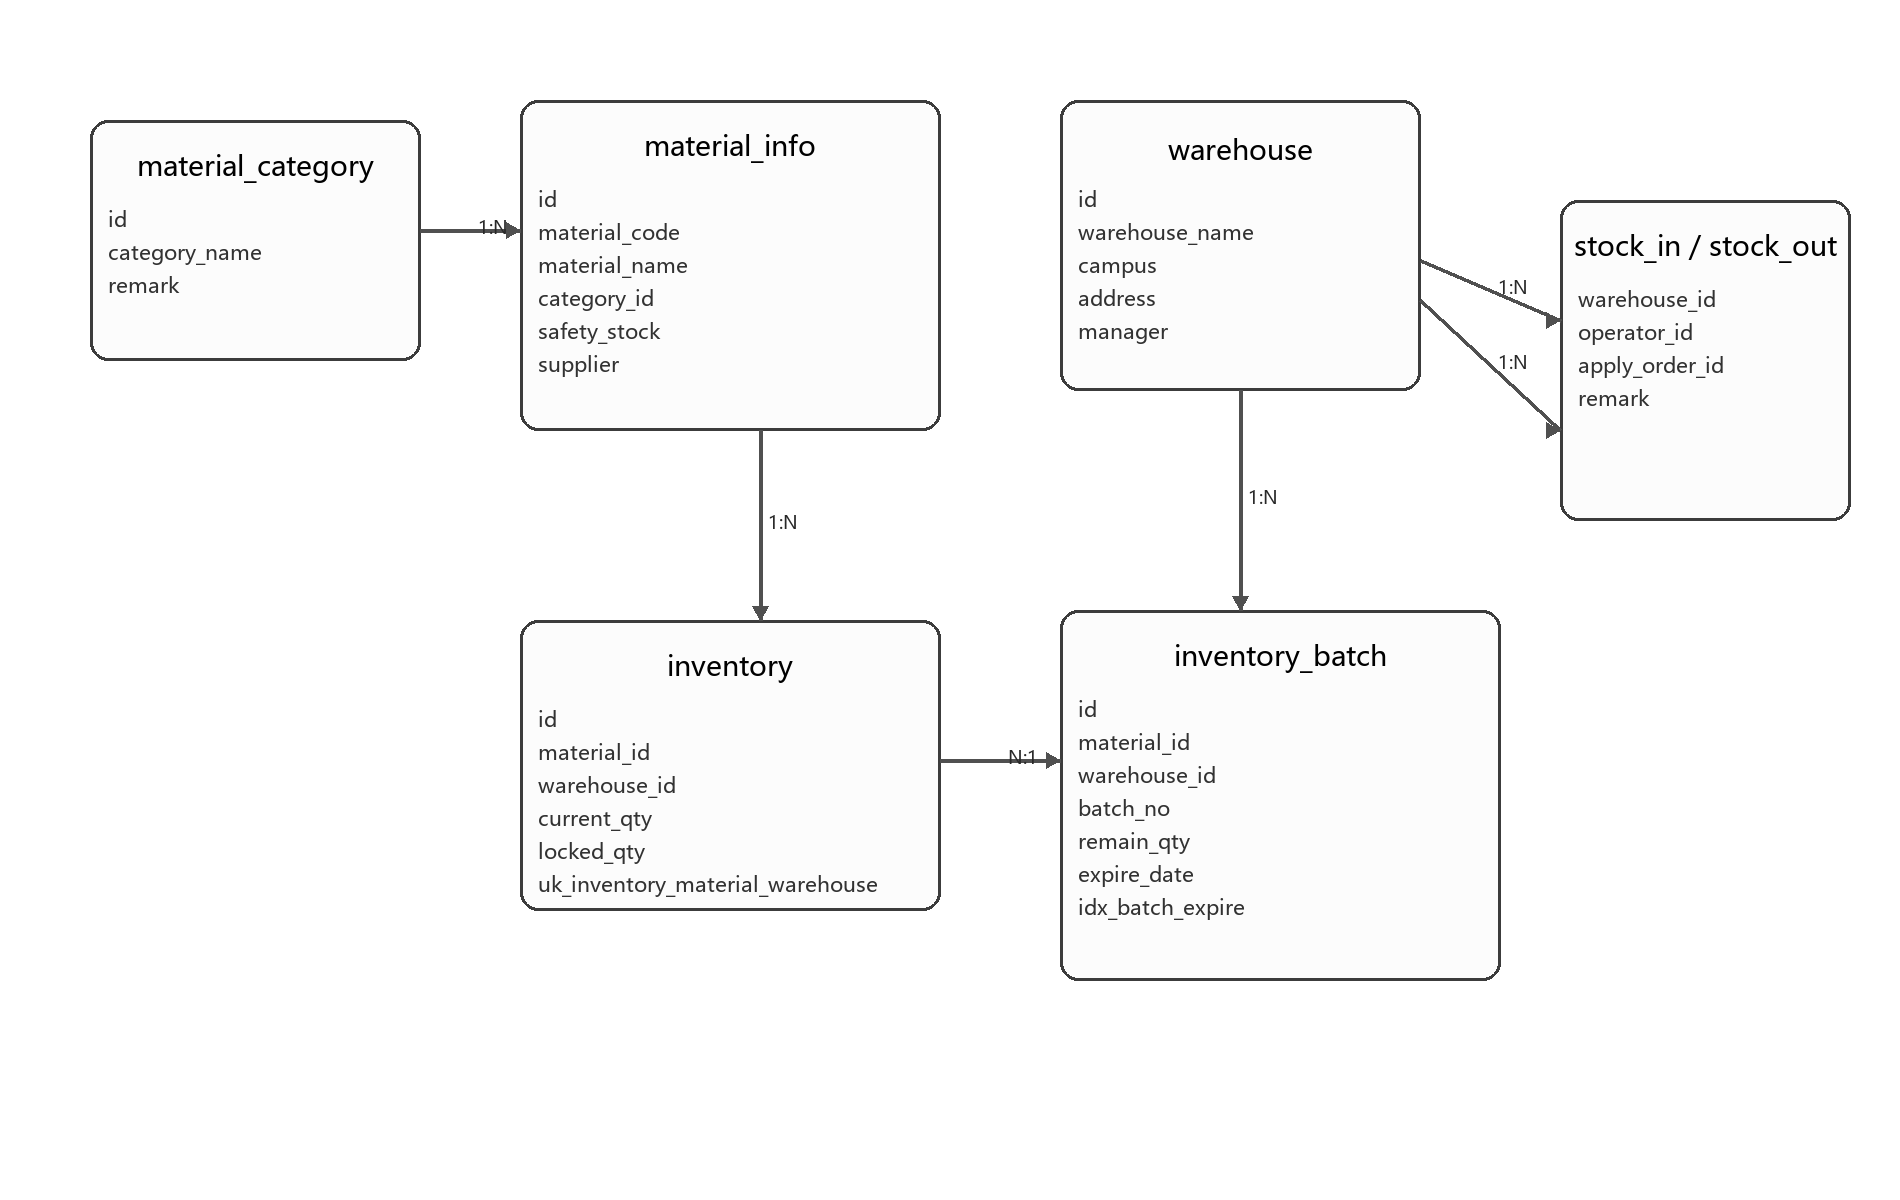 material_category
id
category_name
remark
1:N
material_info
id
material_code
material_name
category_id
safety_stock
supplier
1:N
warehouse
id
warehouse_name
campus
address
manager
1:N
1:N
1:N
stock_in / stock_out
warehouse_id
operator_id
apply_order_id
remark
inventory
id
material_id
warehouse_id
current_qty
locked_qty
uk_inventory_material_warehouse
N:1
inventory_batch
id
material_id
warehouse_id
batch_no
remain_qty
expire_date
idx_batch_expire